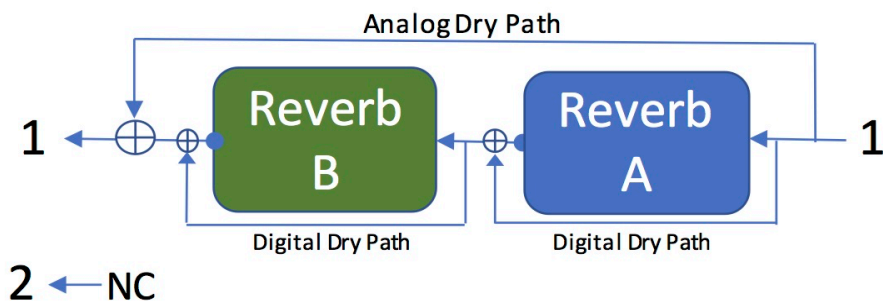 Analog Dry Path
1
Reverb
B
Reverb
A
1
Digital Dry Path
Digital Dry Path
2
NC